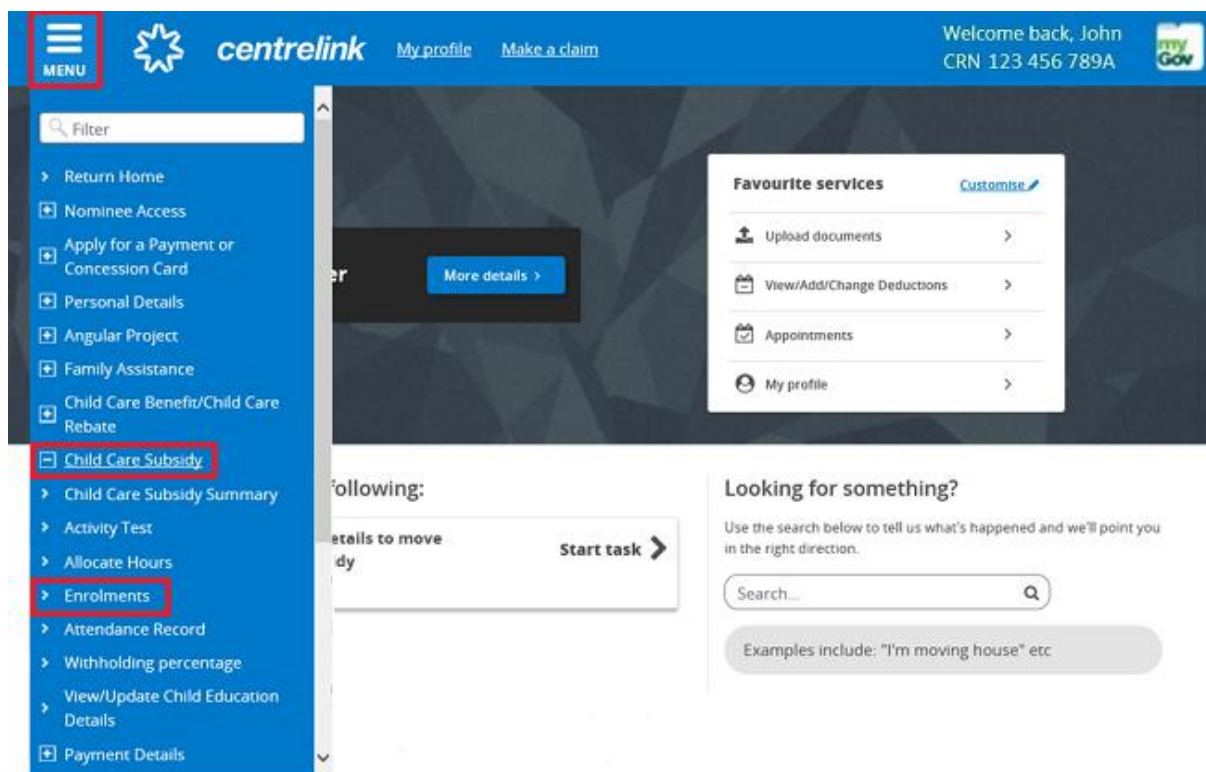 MENU
centrelink
My profile
Make a claim
Welcome back, John
CRN 123 456 789A
my
Gov
Filter
Return Home
Nominee Access
Apply for a Payment or
Concession Card
Personal Details
Angular Project
Family Assistance
Child Care Benefit/Child Care
Rebate
Child Care Subsidy
Child Care Subsidy Summary
Activity Test
Allocate Hours
Enrolments
Attendance Record
Withholding percentage
View/Update Child Education
Details
Payment Details
er
More details
Favourite services
Customise
Upload documents
View/Add/Change Deductions
Appointments
My profile
following:
etails to move
dy
Start task
Looking for something?
Use the search below to tell us what's happened and we'll point you
in the right direction.
Search...
Examples include: "I'm moving house" etc